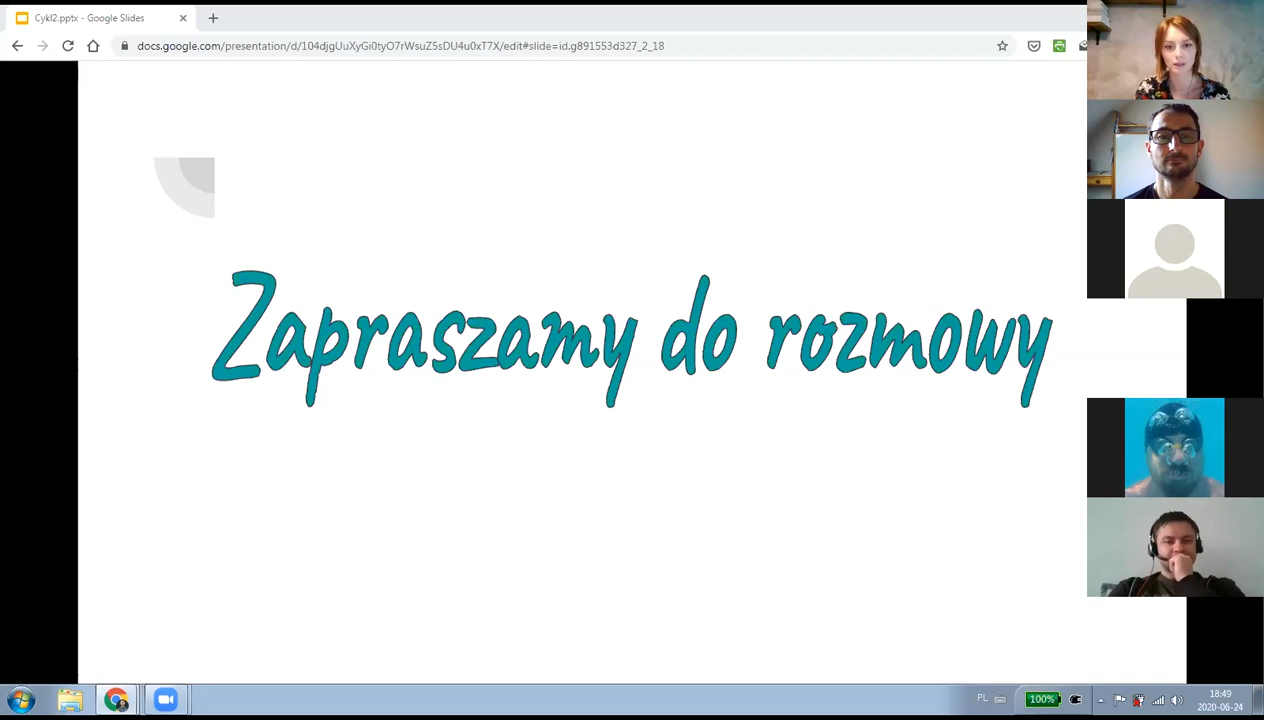 Cykl2.pptx - Google Slides
docs.google.com/presentation/d/104djgUuXyGi0tyO7rWsuZ5sDU4u0xT7X/edit#slide=id.g891553d327_2_18
Zapraszamy do rozmowy
PL
100%
18:49
2020-06-24